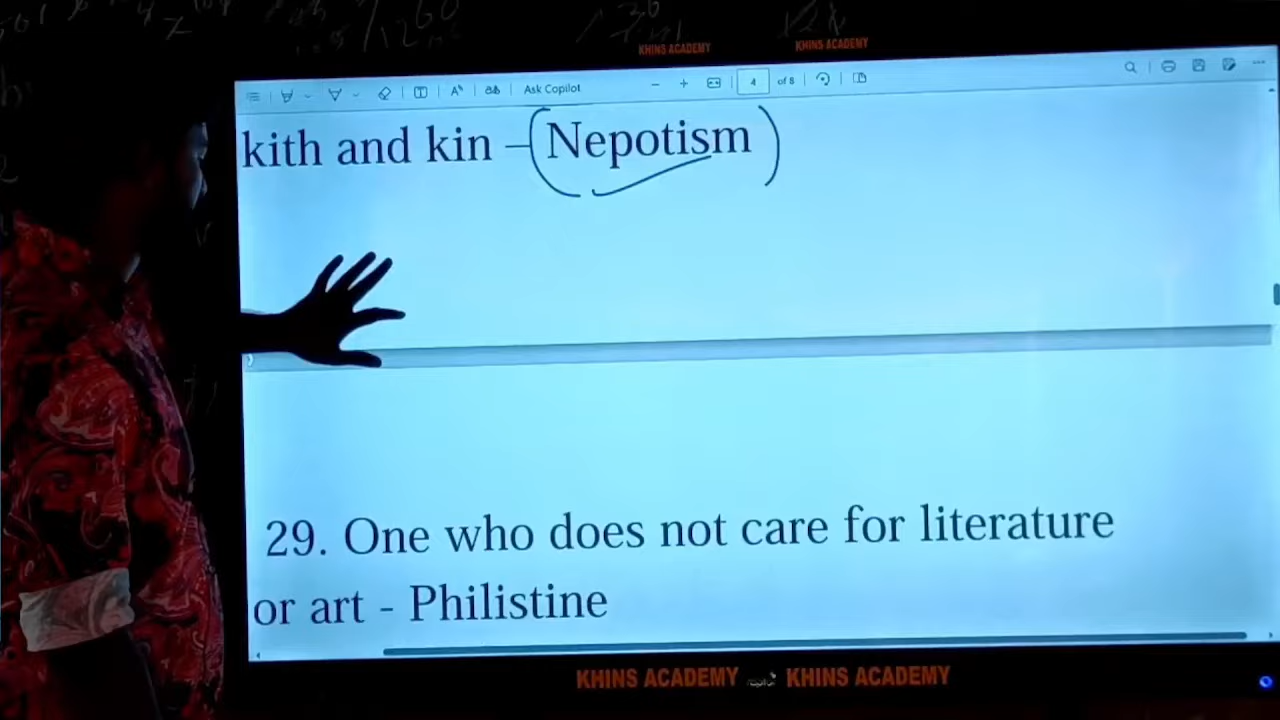 KHINS ACADEMY KHINS ACADEMY
Ask Copilot 4 of 8
kith and kin – (Nepotism)
29. One who does not care for literature
or art - Philistine
KHINS ACADEMY KHINS ACADEMY